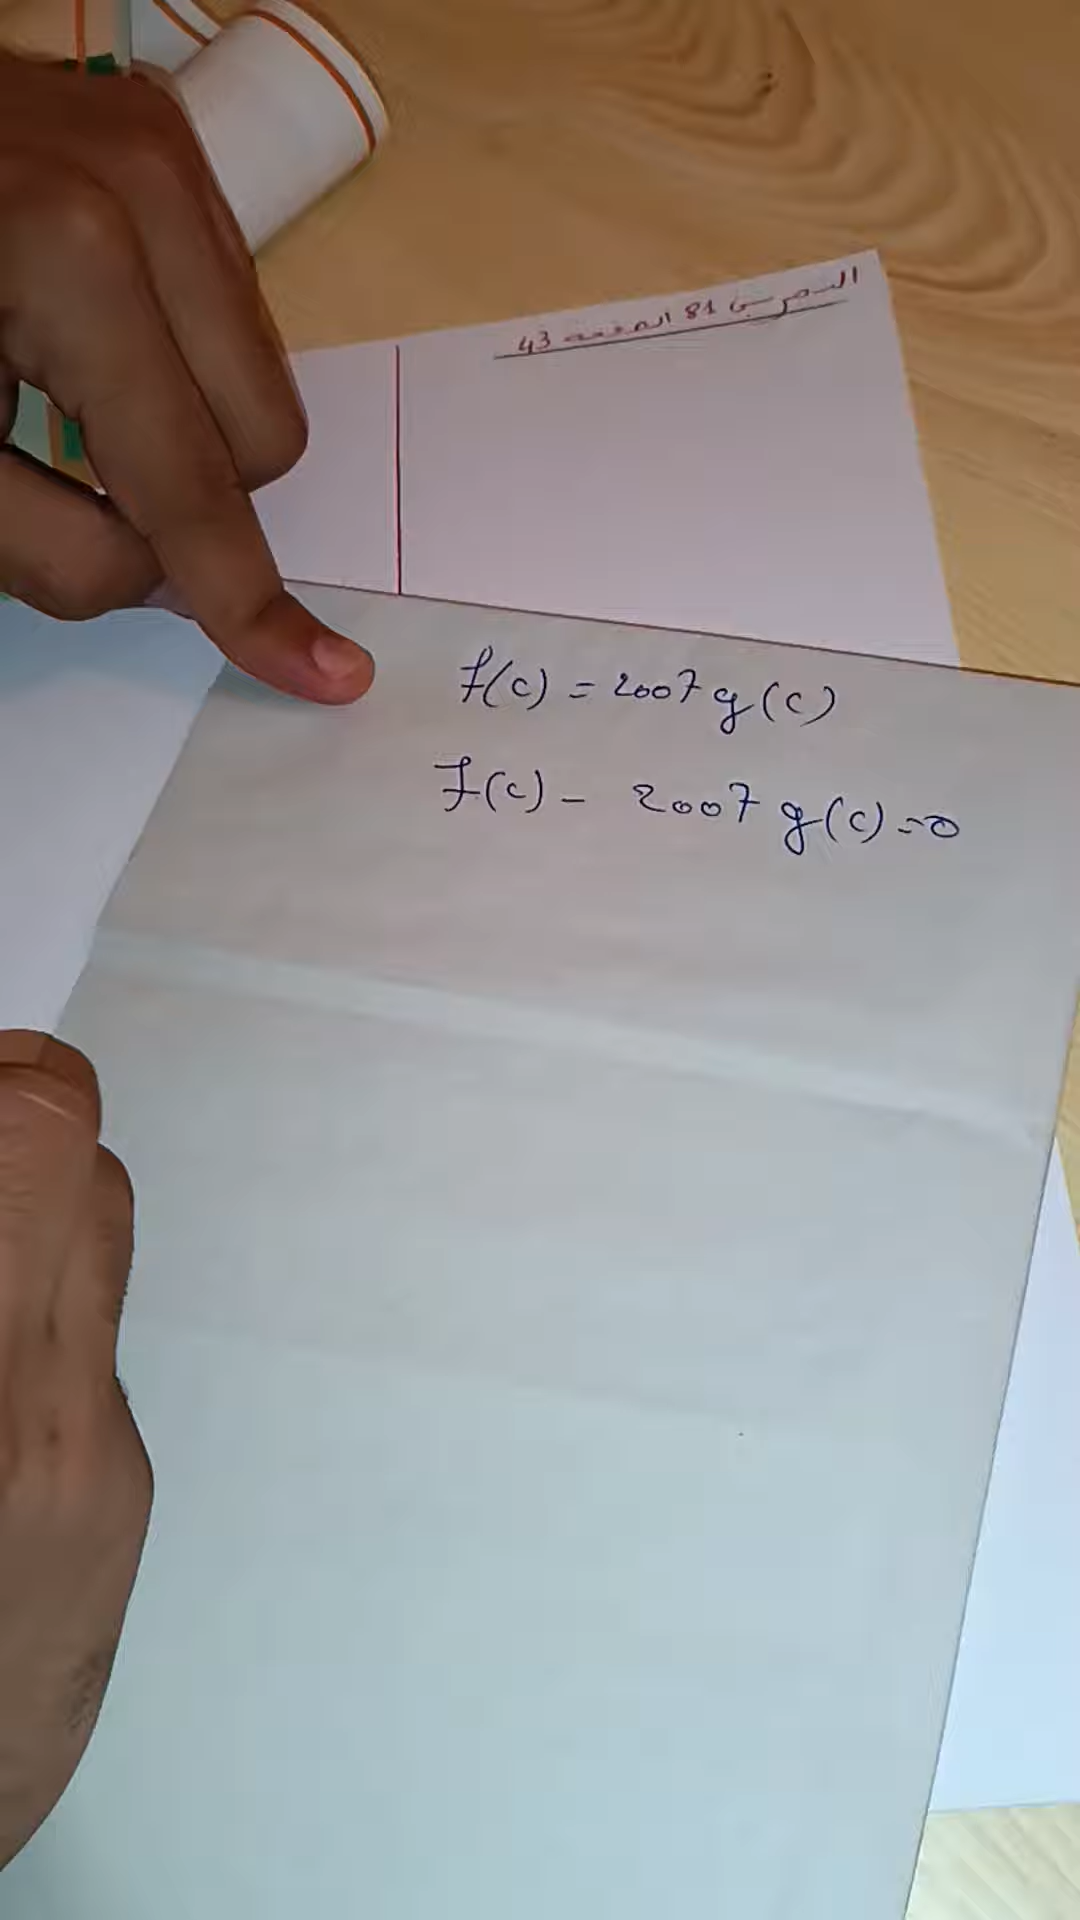 التمرين 81 الصفحة 43
f(c) = 2007 g(c)
f(c) - 2007 g(c) = 0